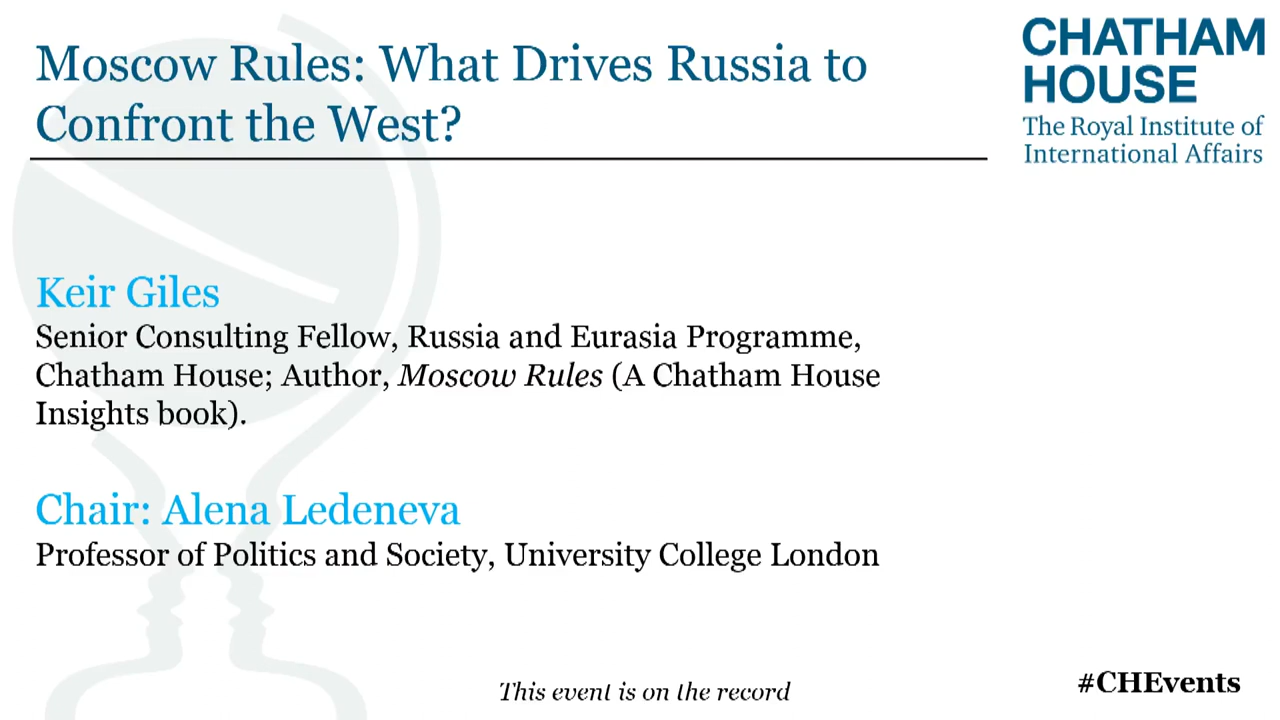 Moscow Rules: What Drives Russia to
Confront the West?
CHATHAM
HOUSE
The Royal Institute of
International Affairs
Keir Giles
Senior Consulting Fellow, Russia and Eurasia Programme,
Chatham House; Author, Moscow Rules (A Chatham House
Insights book).
Chair: Alena Ledeneva
Professor of Politics and Society, University College London
This event is on the record
#CHEvents